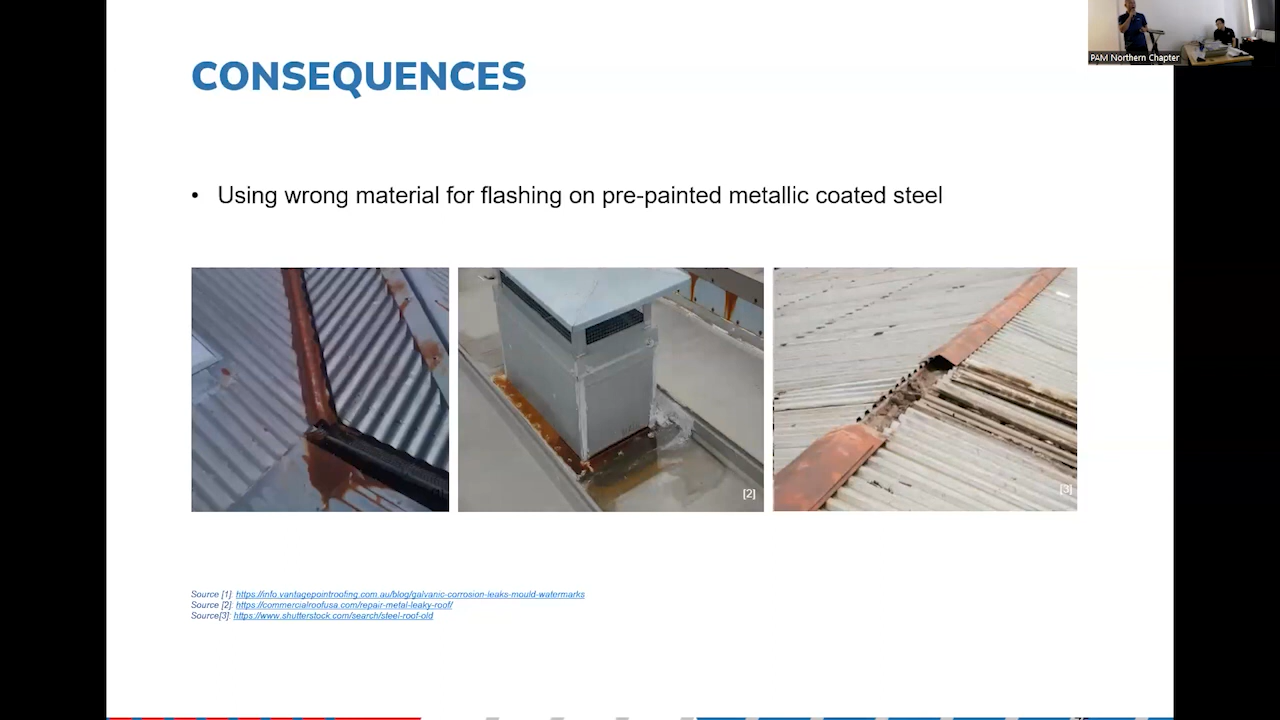 PAM Northern Chapter
CONSEQUENCES
• Using wrong material for flashing on pre-painted metallic coated steel
[2]
[3]
Source [1]: https://info.vantagepointroofing.com.au/blog/galvanic-corrosion-leaks-mould-watermarks
Source [2]: https://commercialroofusa.com/repair-metal-leaky-roof/
Source[3]: https://www.shutterstock.com/search/steel-roof-old